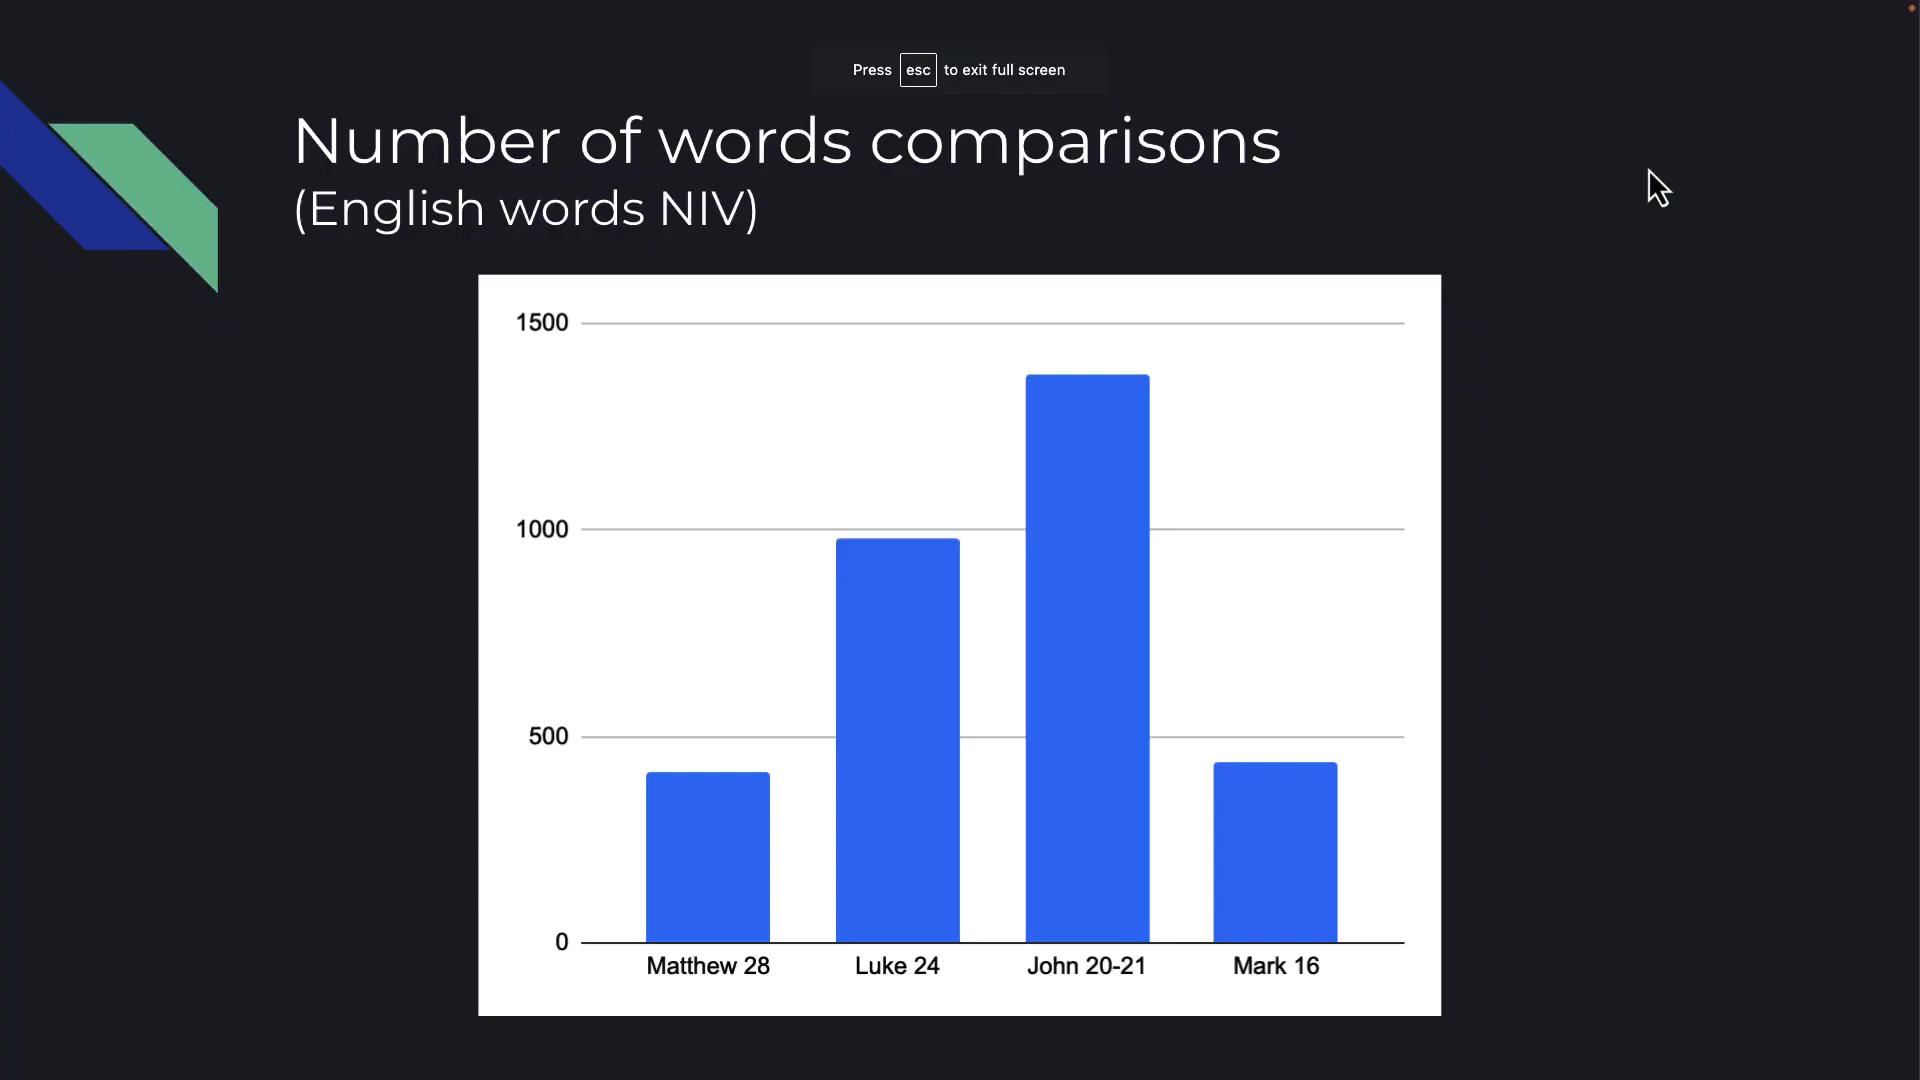 Press esc to exit full screen
Number of words comparisons
(English words NIV)
1500
1000
500
0
Matthew 28 Luke 24 John 20-21 Mark 16